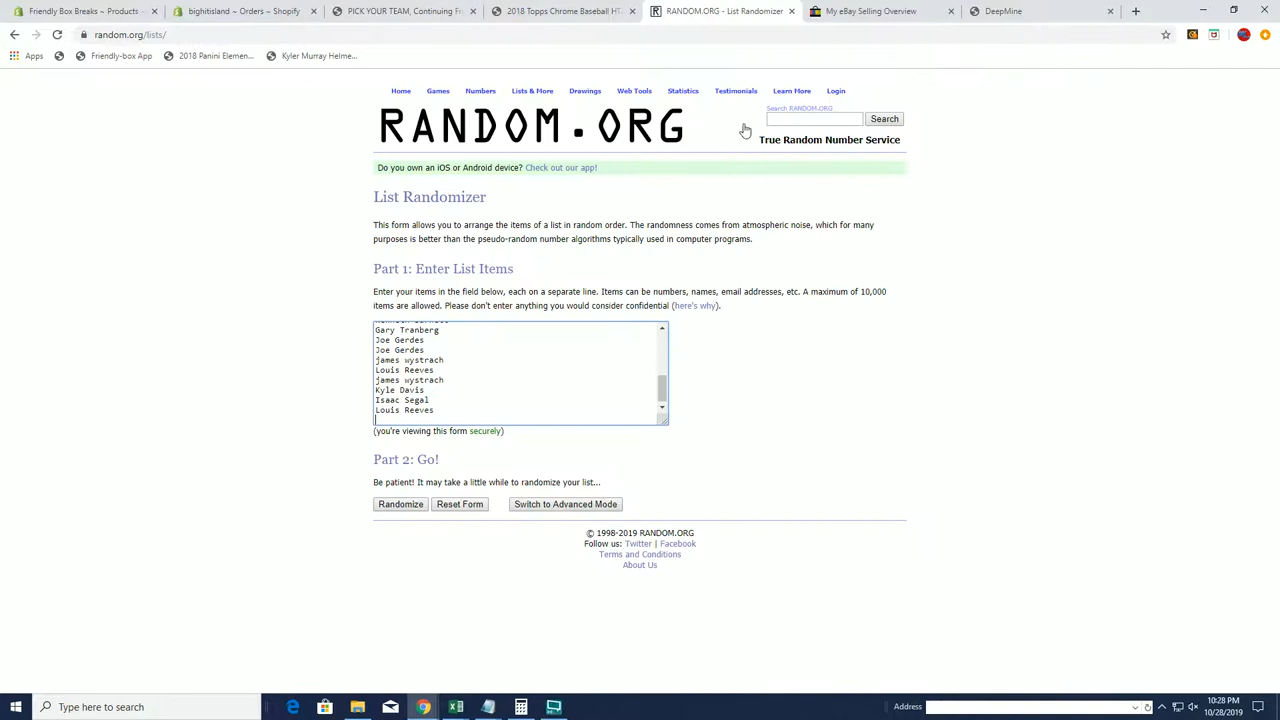 Friendly Box Breaks ~ Products ~
bighitisland ~ Orders ~ Shopify
PICK YOUR TEAM, Continuing Fr
2018 Topps Chrome Baseball HT
RANDOM.ORG - List Randomizer
My eBay Selling Overview
DeepMine
random.org/lists/
Apps
Friendly-box App
2018 Panini Elemen...
Kyler Murray Helme...
Home
Games
Numbers
Lists & More
Drawings
Web Tools
Statistics
Testimonials
Learn More
Login
RANDOM.ORG
Search RANDOM.ORG
Search
True Random Number Service
Do you own an iOS or Android device? Check out our app!
List Randomizer
This form allows you to arrange the items of a list in random order. The randomness comes from atmospheric noise, which for many
purposes is better than the pseudo-random number algorithms typically used in computer programs.
Part 1: Enter List Items
Enter your items in the field below, each on a separate line. Items can be numbers, names, email addresses, etc. A maximum of 10,000
items are allowed. Please don't enter anything you would consider confidential (here's why).
Gary Tranberg
Joe Gerdes
Joe Gerdes
james wystrach
Louis Reeves
james wystrach
Kyle Davis
Isaac Segal
Louis Reeves
(you're viewing this form securely)
Part 2: Go!
Be patient! It may take a little while to randomize your list...
Randomize
Reset Form
Switch to Advanced Mode
© 1998-2019 RANDOM.ORG
Follow us: Twitter | Facebook
Terms and Conditions
About Us
Type here to search
Address
10:28 PM
10/28/2019